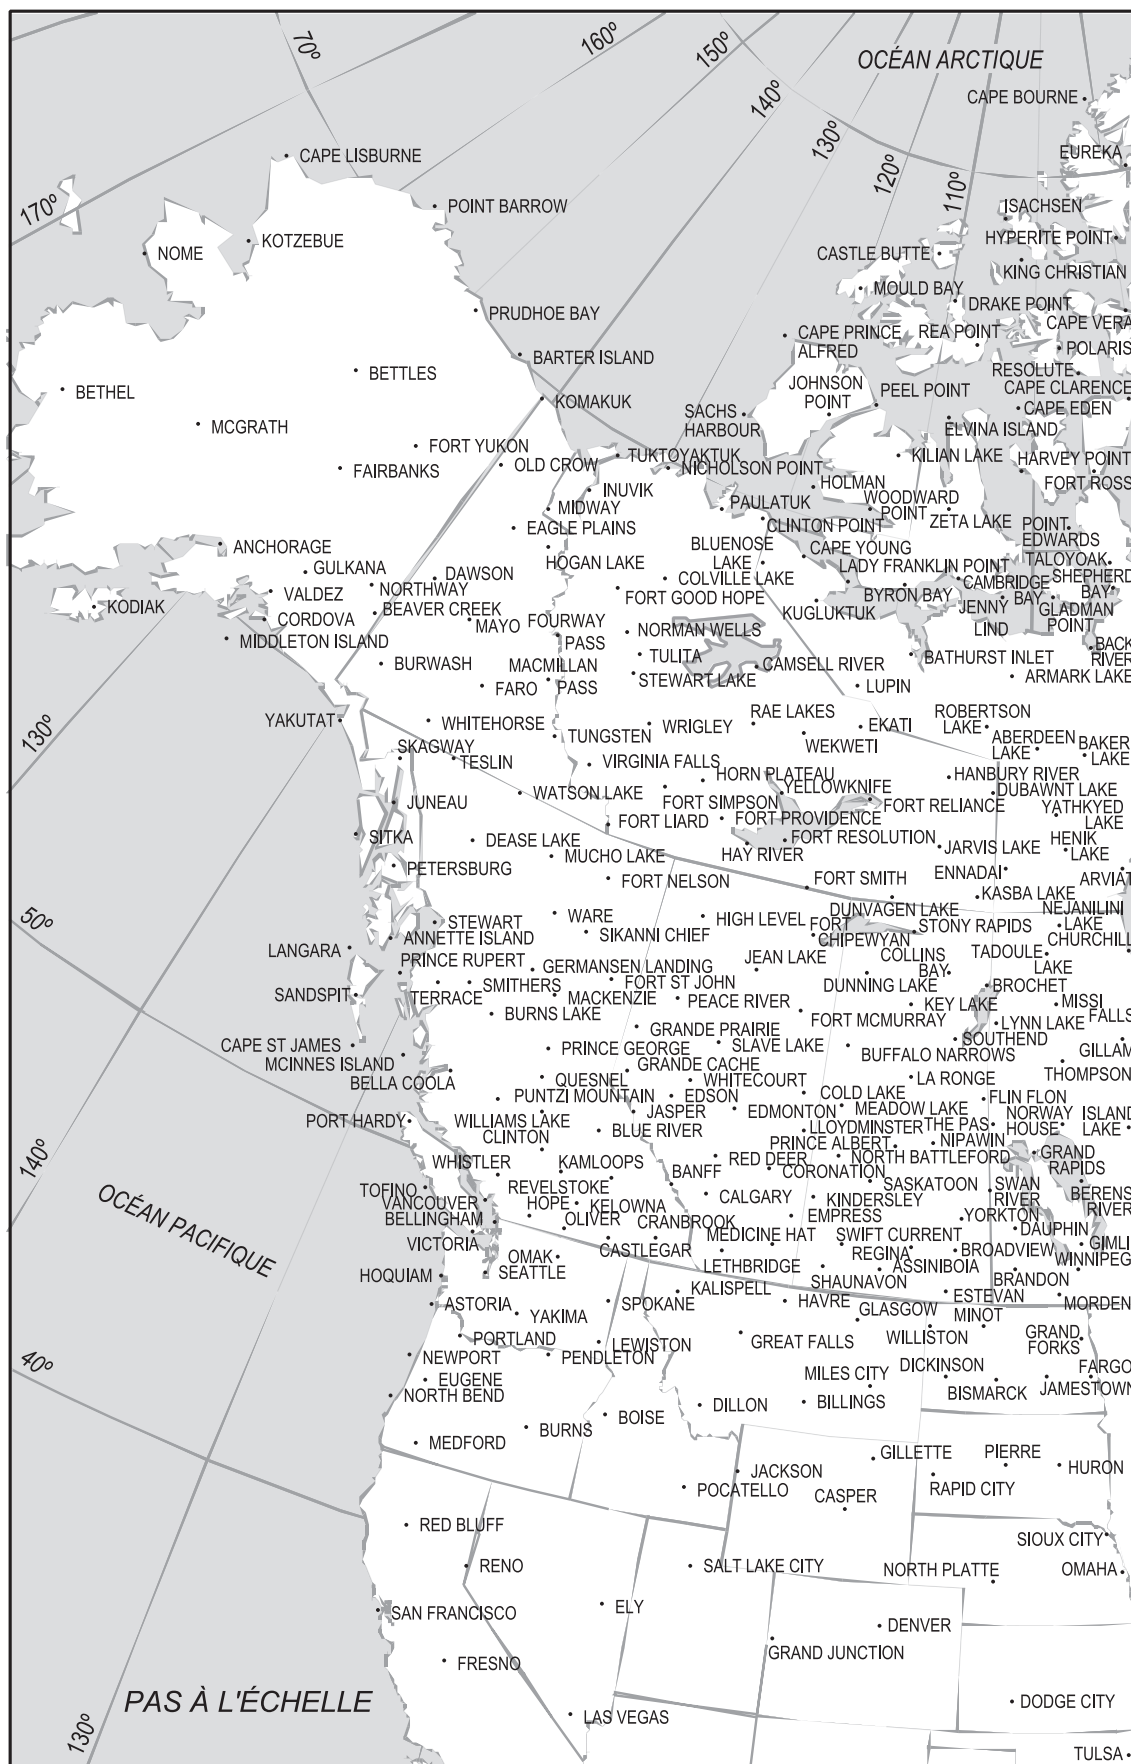 70º
160º
150º
OCÉAN ARCTIQUE
140º
CAPE BOURNE
130º
EUREKA
CAPE LISBURNE
120º
110º
170º
ISACHSEN
POINT BARROW
KOTZEBUE
HYPERITE POINT
NOME
CASTLE BUTTE
KING CHRISTIAN
MOULD BAY
DRAKE POINT
PRUDHOE BAY
CAPE VERA
CAPE PRINCE
ALFRED
REA POINT
POLARIS
BARTER ISLAND
RESOLUTE
BETTLES
JOHNSON
POINT
CAPE CLARENCE
BETHEL
PEEL POINT
KOMAKUK
SACHS
HARBOUR
CAPE EDEN
MCGRATH
ELVINA ISLAND
FORT YUKON
TUKTOYAKTUK
KILIAN LAKE
HARVEY POINT
FAIRBANKS
OLD CROW
NICHOLSON POINT
FORT ROSS
INUVIK
HOLMAN
MIDWAY
PAULATUK
WOODWARD
POINT
EAGLE PLAINS
CLINTON POINT
ZETA LAKE
POINT
EDWARDS
ANCHORAGE
BLUENOSE
LAKE
CAPE YOUNG
HOGAN LAKE
LADY FRANKLIN POINT
TALOYOAK
GULKANA
DAWSON
COLVILLE LAKE
CAMBRIDGE
BAY
SHEPHERD
BAY
VALDEZ
NORTHWAY
FORT GOOD HOPE
BYRON BAY
KODIAK
BEAVER CREEK
KUGLUKTUK
JENNY
LIND
GLADMAN
POINT
CORDOVA
MAYO
FOURWAY
PASS
NORMAN WELLS
MIDDLETON ISLAND
BACK
RIVER
BURWASH
MACMILLAN
PASS
TULITA
CAMSELL RIVER
BATHURST INLET
FARO
STEWART LAKE
LUPIN
ARMARK LAKE
130º
YAKUTAT
WHITEHORSE
TUNGSTEN
WRIGLEY
RAE LAKES
EKATI
ROBERTSON
LAKE
WEKWETI
ABERDEEN
LAKE
BAKER
LAKE
SKAGWAY
TESLIN
VIRGINIA FALLS
HORN PLATEAU
HANBURY RIVER
JUNEAU
WATSON LAKE
FORT SIMPSON
YELLOWKNIFE
FORT RELIANCE
DUBAWNT LAKE
YATHKYED
LAKE
SITKA
FORT LIARD
FORT PROVIDENCE
DEASE LAKE
FORT RESOLUTION
HENIK
LAKE
MUCHO LAKE
HAY RIVER
JARVIS LAKE
PETERSBURG
FORT NELSON
FORT SMITH
ENNADAI
ARVIAT
KASBA LAKE
50º
STEWART
WARE
HIGH LEVEL
DUNVAGEN LAKE
NEJANILINI
LAKE
ANNETTE ISLAND
SIKANNI CHIEF
FORT
CHIPEWYAN
STONY RAPIDS
LANGARA
CHURCHILL
PRINCE RUPERT
GERMANSEN LANDING
JEAN LAKE
COLLINS
BAY
TADOULE
LAKE
SMITHERS
FORT ST JOHN
DUNNING LAKE
BROCHET
SANDSPIT
TERRACE
MACKENZIE
PEACE RIVER
KEY LAKE
MISSI
FALLS
BURNS LAKE
FORT MCMURRAY
LYNN LAKE
GRANDE PRAIRIE
SOUTHEND
CAPE ST JAMES
PRINCE GEORGE
SLAVE LAKE
BUFFALO NARROWS
GILLAM
MCINNES ISLAND
GRANDE CACHE
THOMPSON
BELLA COOLA
QUESNEL
WHITECOURT
LA RONGE
PUNTZI MOUNTAIN
EDSON
COLD LAKE
FLIN FLON
PORT HARDY
WILLIAMS LAKE
JASPER
EDMONTON
MEADOW LAKE
NORWAY
HOUSE
ISLAND
LAKE
CLINTON
BLUE RIVER
LLOYDMINSTER
THE PAS
140º
PRINCE ALBERT
NIPAWIN
WHISTLER
KAMLOOPS
RED DEER
NORTH BATTLEFORD
GRAND
RAPIDS
BANFF
CORONATION
TOFINO
REVELSTOKE
SASKATOON
SWAN
RIVER
BERENS
RIVER
VANCOUVER
HOPE
KELOWNA
CALGARY
KINDERSLEY
OCÉAN PACIFIQUE
BELLINGHAM
OLIVER
CRANBROOK
EMPRESS
YORKTON
DAUPHIN
VICTORIA
MEDICINE HAT
SWIFT CURRENT
GIMLI
CASTLEGAR
REGINA
BROADVIEW
OMAK
LETHBRIDGE
ASSINIBOIA
WINNIPEG
HOQUIAM
SEATTLE
SHAUNAVON
BRANDON
KALISPELL
ESTEVAN
ASTORIA
SPOKANE
HAVRE
MORDEN
YAKIMA
GLASGOW
MINOT
PORTLAND
LEWISTON
GREAT FALLS
WILLISTON
GRAND
FORKS
40º
NEWPORT
PENDLETON
DICKINSON
FARGO
EUGENE
MILES CITY
BISMARCK
JAMESTOWN
NORTH BEND
DILLON
BILLINGS
BOISE
BURNS
MEDFORD
GILLETTE
PIERRE
HURON
JACKSON
POCATELLO
CASPER
RAPID CITY
RED BLUFF
SIOUX CITY
RENO
SALT LAKE CITY
NORTH PLATTE
OMAHA
SAN FRANCISCO
ELY
DENVER
GRAND JUNCTION
FRESNO
PAS À L'ÉCHELLE
DODGE CITY
LAS VEGAS
130º
TULSA